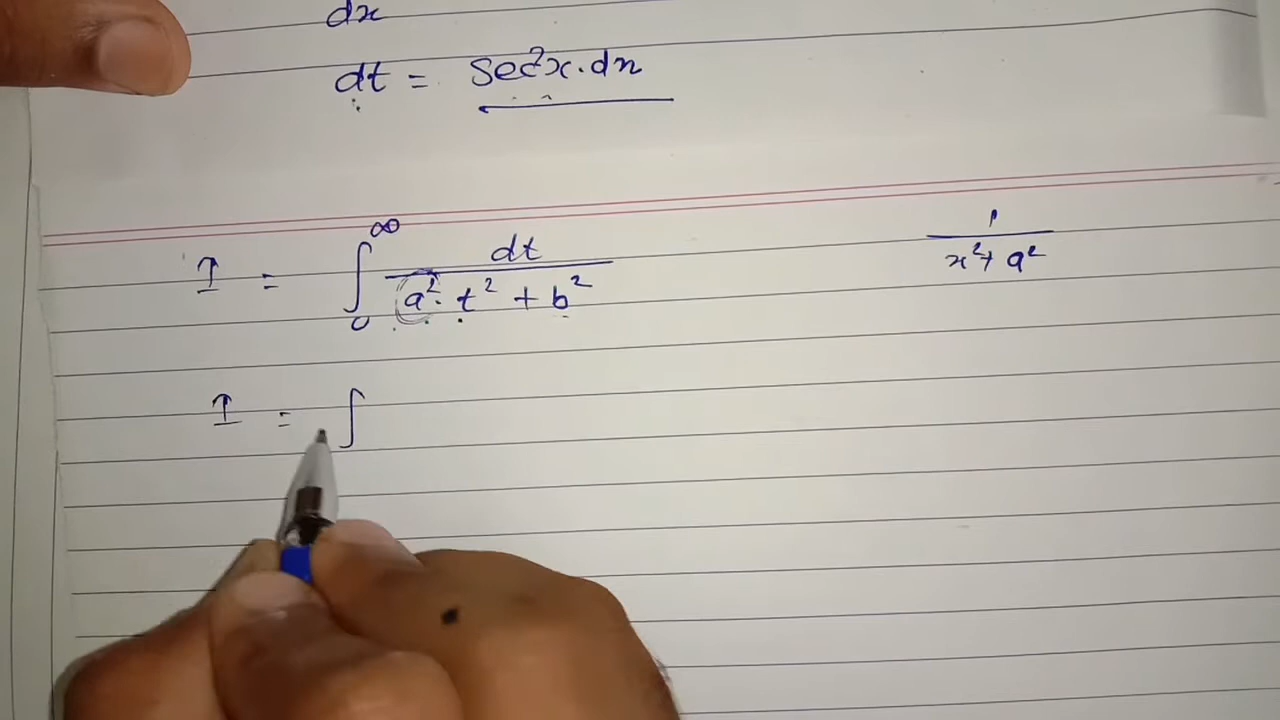 dx
dt = sec²x.dx
I = ∫₀^∞ dt / a². t² + b²
1 / x² + a²
I = ∫